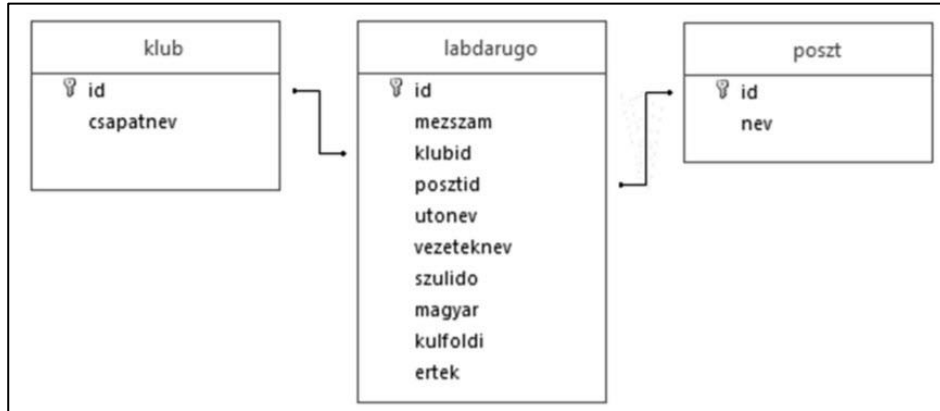 klub
id
csapatnev
labdarugo
id
mezszam
klubid
posztid
utonev
vezeteknev
szulido
magyar
kulfoldi
ertek
poszt
id
nev